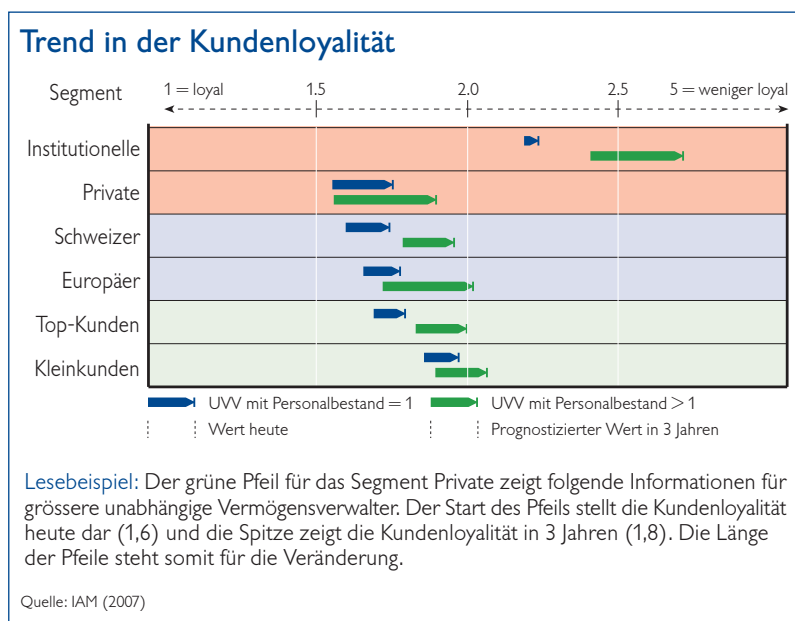 Trend in der Kundenloyalität
Segment 1 = loyal 1.5 2.0 2.5 5 = weniger loyal
Institutionelle
Private
Schweizer
Europäer
Top-Kunden
Kleinkunden
UVV mit Personalbestand = 1 UVV mit Personalbestand > 1
Wert heute Prognostizierter Wert in 3 Jahren
Lesebeispiel: Der grüne Pfeil für das Segment Private zeigt folgende Informationen für
grössere unabhängige Vermögensverwalter. Der Start des Pfeils stellt die Kundenloyalität
heute dar (1,6) und die Spitze zeigt die Kundenloyalität in 3 Jahren (1,8). Die Länge
der Pfeile steht somit für die Veränderung.
Quelle: IAM (2007)